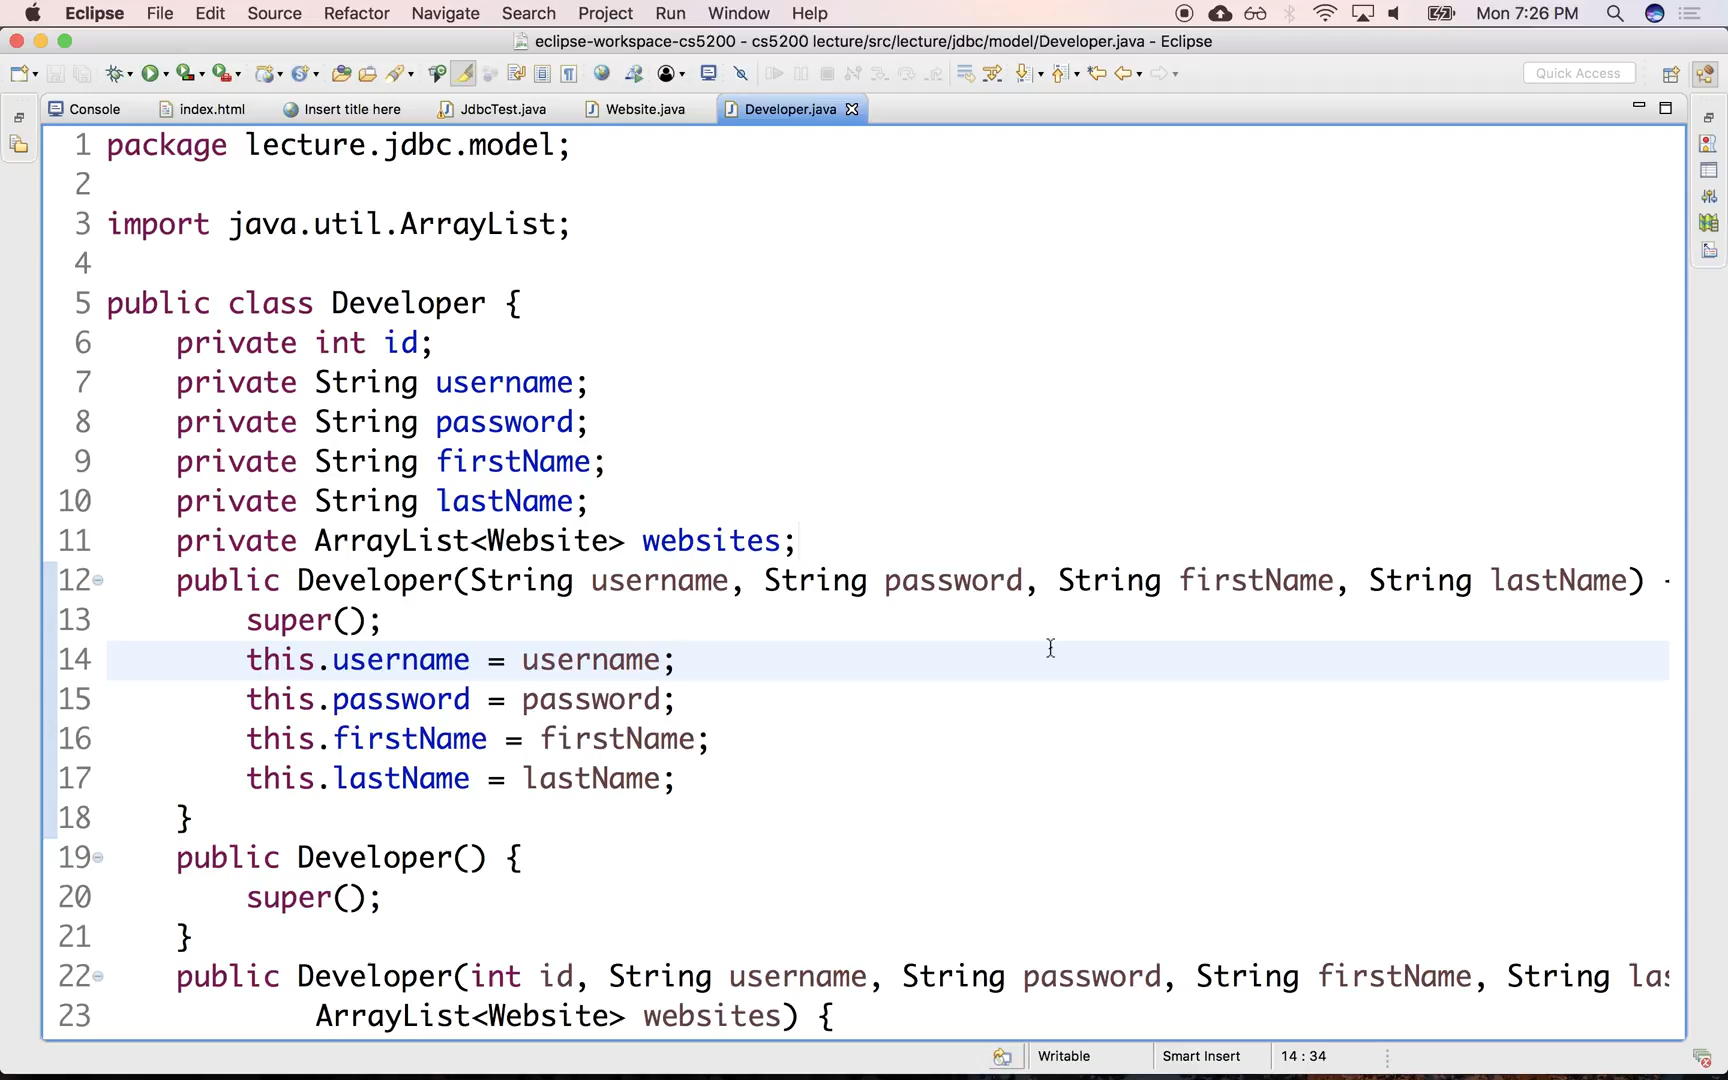 Eclipse File Edit Source Refactor Navigate Search Project Run Window Help Mon 7:26 PM
eclipse-workspace-cs5200 - cs5200 lecture/src/lecture/jdbc/model/Developer.java - Eclipse
Quick Access
Console index.html Insert title here JdbcTest.java Website.java Developer.java
1 package lecture.jdbc.model;
2
3 import java.util.ArrayList;
4
5 public class Developer {
6 private int id;
7 private String username;
8 private String password;
9 private String firstName;
10 private String lastName;
11 private ArrayList<Website> websites;
12 public Developer(String username, String password, String firstName, String lastName)
13 super();
14 this.username = username;
15 this.password = password;
16 this.firstName = firstName;
17 this.lastName = lastName;
18 }
19 public Developer() {
20 super();
21 }
22 public Developer(int id, String username, String password, String firstName, String las
23 ArrayList<Website> websites) {
Writable Smart Insert 14 : 34